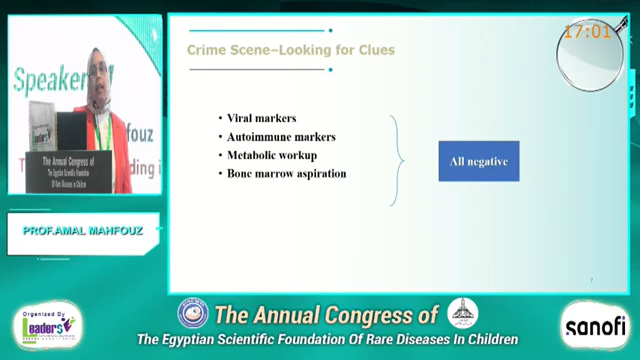 Speaker
fouz
ding i
The Annual Congress of
The Egyptian Scientific Foundation
Of Rare Diseases in Children
PROF.AMAL MAHFOUZ
Organized By
Leaders
17:01
Crime Scene–Looking for Clues
• Viral markers
• Autoimmune markers
• Metabolic workup
• Bone marrow aspiration
All negative
7
The Annual Congress of
The Egyptian Scientific Foundation Of Rare Diseases In Children
sanofi